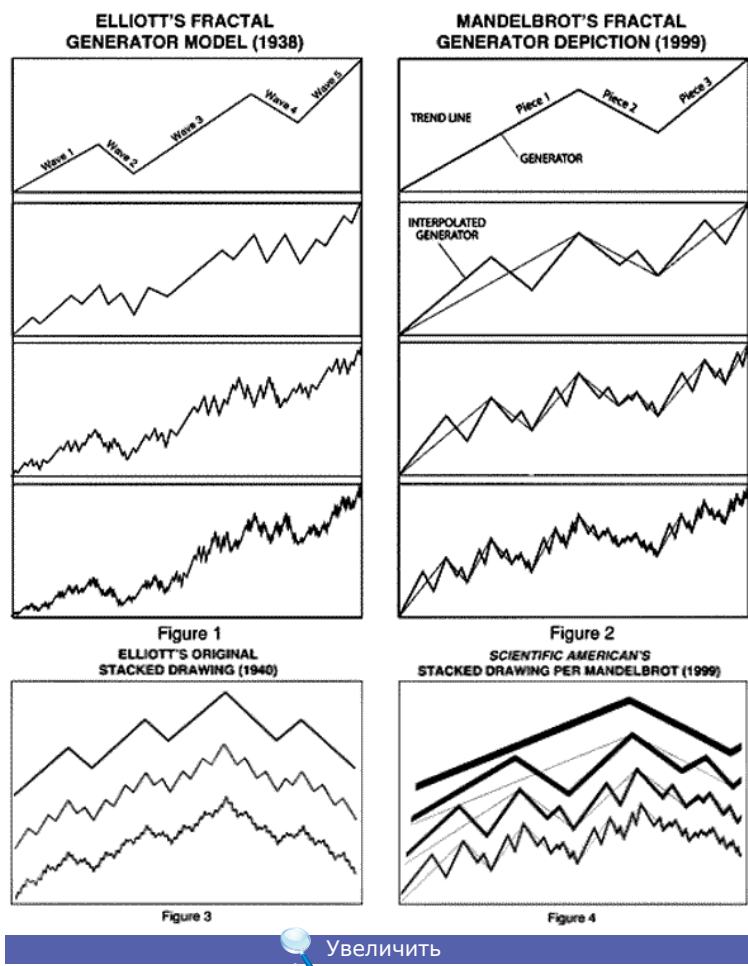 ELLIOTT'S FRACTAL
GENERATOR MODEL (1938)
Wave 1
Wave 2
Wave 3
Wave 4
Wave 5
Figure 1
MANDELBROT'S FRACTAL
GENERATOR DEPICTION (1999)
TREND LINE
Piece 1
Piece 2
Piece 3
GENERATOR
INTERPOLATED
GENERATOR
Figure 2
ELLIOTT'S ORIGINAL
STACKED DRAWING (1940)
Figure 3
SCIENTIFIC AMERICAN'S
STACKED DRAWING PER MANDELBROT (1999)
Figure 4
Увеличить